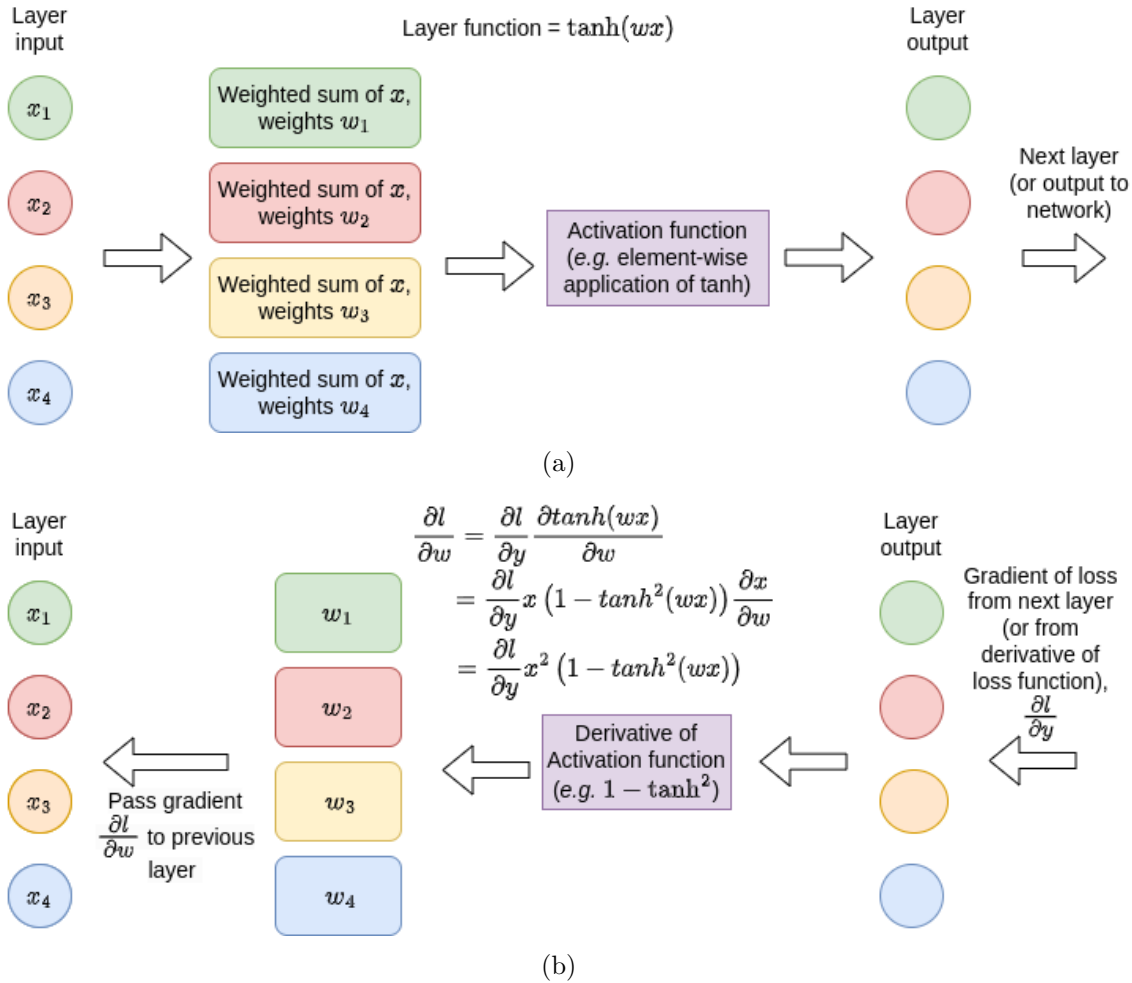 Layer
input
Layer function = tanh(wx)
Layer
output
x₁
x₂
x₃
x₄
Weighted sum of x,
weights w₁
Weighted sum of x,
weights w₂
Weighted sum of x,
weights w₃
Weighted sum of x,
weights w₄
Activation function
(e.g. element-wise
application of tanh)
Next layer
(or output to
network)
(a)
Layer
input
∂l/∂w = ∂l/∂y ∂tanh(wx)/∂w
= ∂l/∂y x (1 − tanh²(wx)) ∂x/∂w
= ∂l/∂y x² (1 − tanh²(wx))
Layer
output
x₁
x₂
x₃
x₄
w₁
w₂
w₃
w₄
Derivative of
Activation function
(e.g. 1 − tanh²)
Gradient of loss
from next layer
(or from
derivative of
loss function),
∂l/∂y
Pass gradient
∂l/∂w to previous
layer
(b)